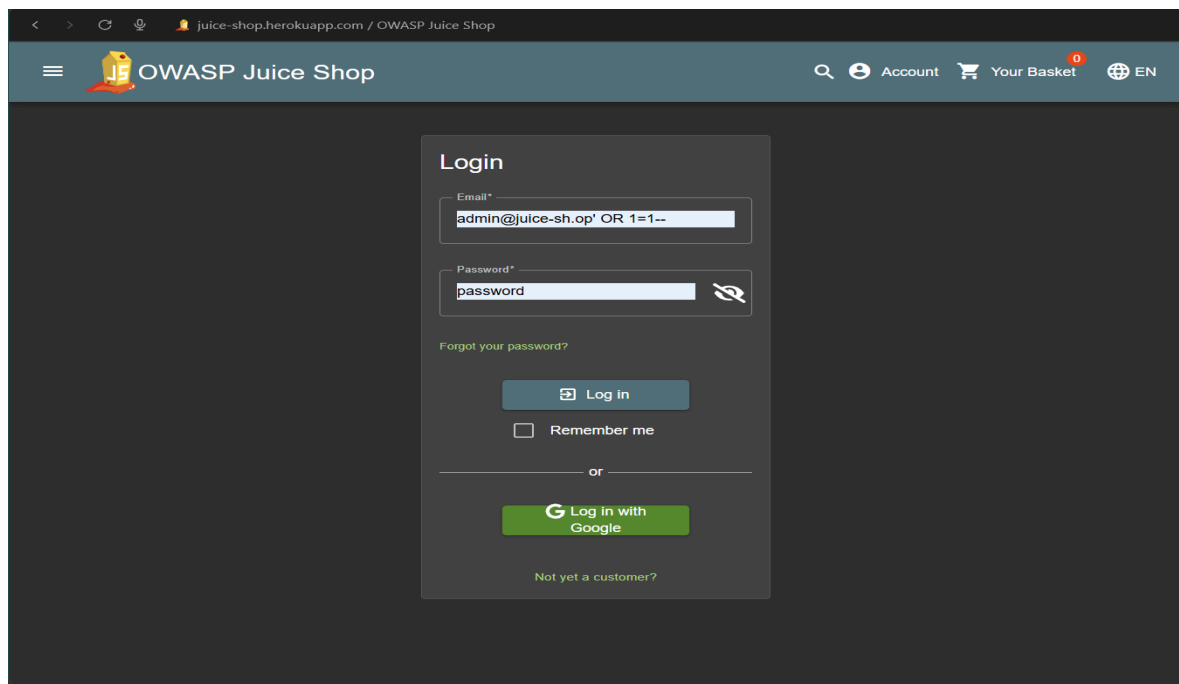 juice-shop.herokuapp.com / OWASP Juice Shop
JS OWASP Juice Shop Account 0 Your Basket EN
Login
Email*
admin@juice-sh.op' OR 1=1--
Password*
password
Forgot your password?
Log in
Remember me
or
G Log in with
Google
Not yet a customer?